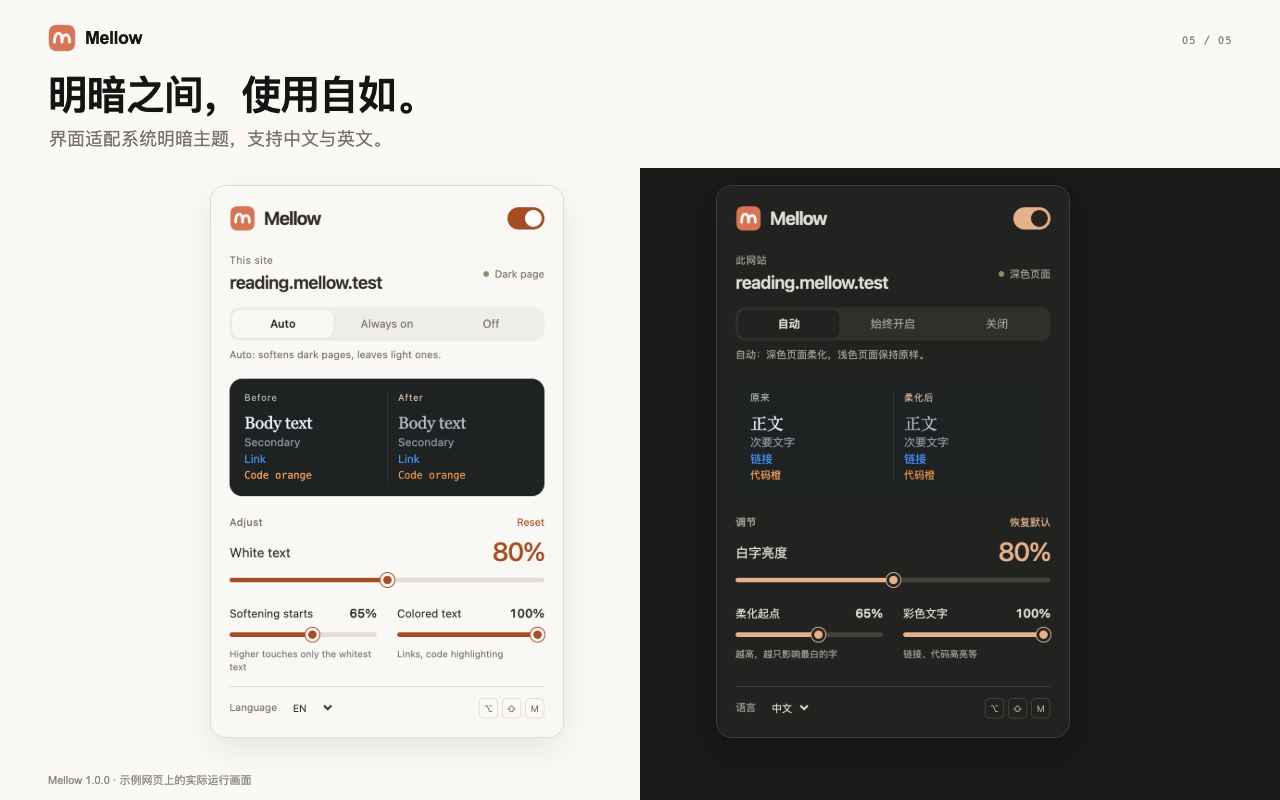 Mellow
05 / 05
明暗之间，使用自如。
界面适配系统明暗主题，支持中文与英文。
Mellow
This site
reading.mellow.test
Dark page
Auto
Always on
Off
Auto: softens dark pages, leaves light ones.
Before
After
Body text
Body text
Secondary
Secondary
Link
Link
Code orange
Code orange
Adjust
Reset
White text
80%
Softening starts
65%
Colored text
100%
Higher touches only the whitest
text
Links, code highlighting
Language
EN
⌥
⇧
M
Mellow
此网站
reading.mellow.test
深色页面
自动
始终开启
关闭
自动：深色页面柔化，浅色页面保持原样。
原来
柔化后
正文
正文
次要文字
次要文字
链接
链接
代码橙
代码橙
调节
恢复默认
白字亮度
80%
柔化起点
65%
彩色文字
100%
越高，越只影响最白的字
链接、代码高亮等
语言
中文
⌥
⇧
M
Mellow 1.0.0 · 示例网页上的实际运行画面